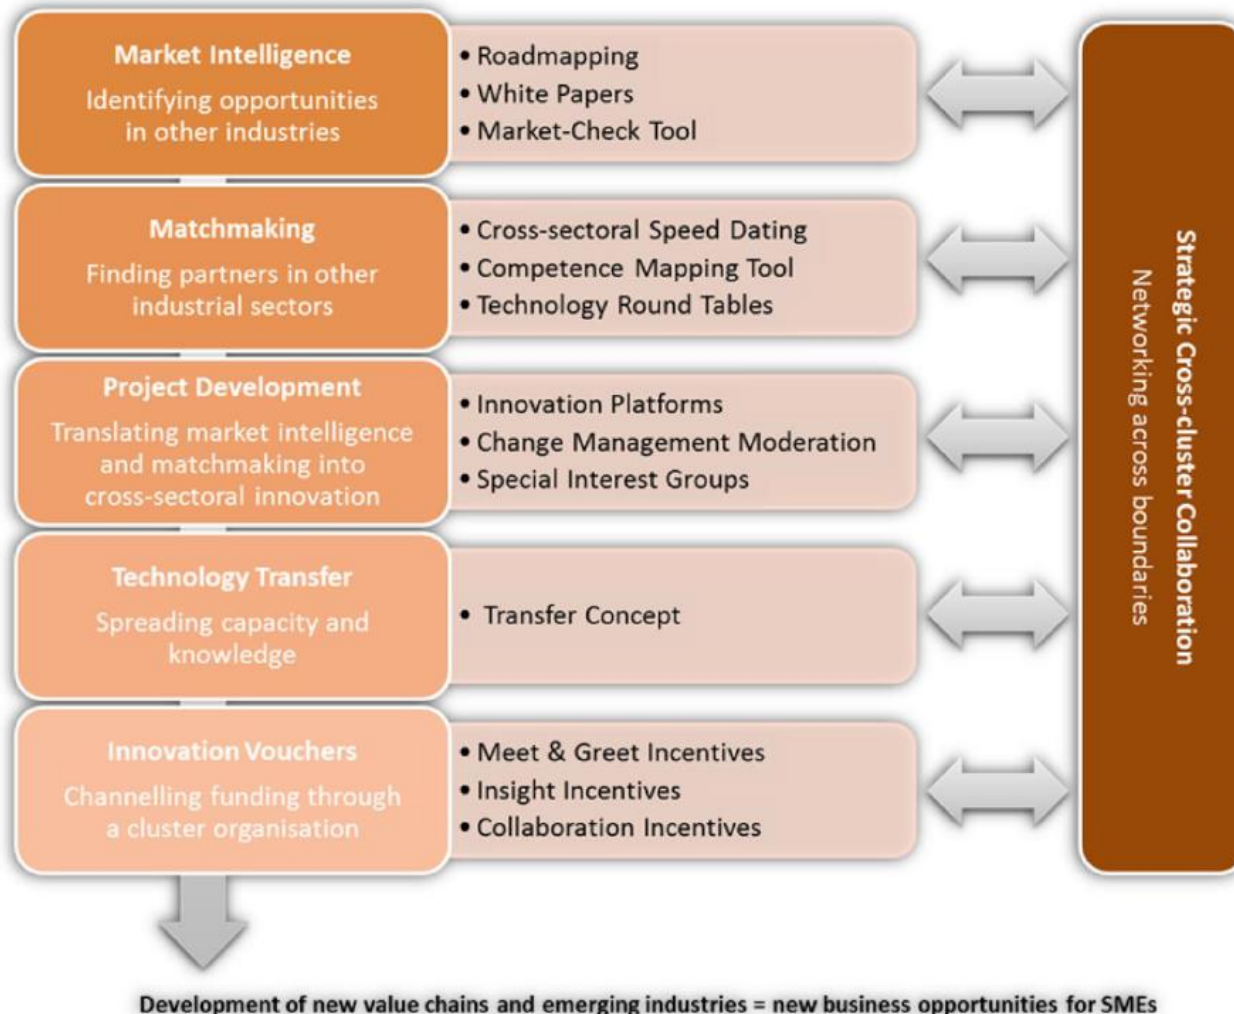 Market Intelligence
Identifying opportunities
in other industries
• Roadmapping
• White Papers
• Market-Check Tool
Matchmaking
Finding partners in other
industrial sectors
• Cross-sectoral Speed Dating
• Competence Mapping Tool
• Technology Round Tables
Project Development
Translating market intelligence
and matchmaking into
cross-sectoral innovation
• Innovation Platforms
• Change Management Moderation
• Special Interest Groups
Technology Transfer
Spreading capacity and
knowledge
• Transfer Concept
Innovation Vouchers
Channelling funding through
a cluster organisation
• Meet & Greet Incentives
• Insight Incentives
• Collaboration Incentives
Strategic Cross-cluster Collaboration
Networking across boundaries
Development of new value chains and emerging industries = new business opportunities for SMEs